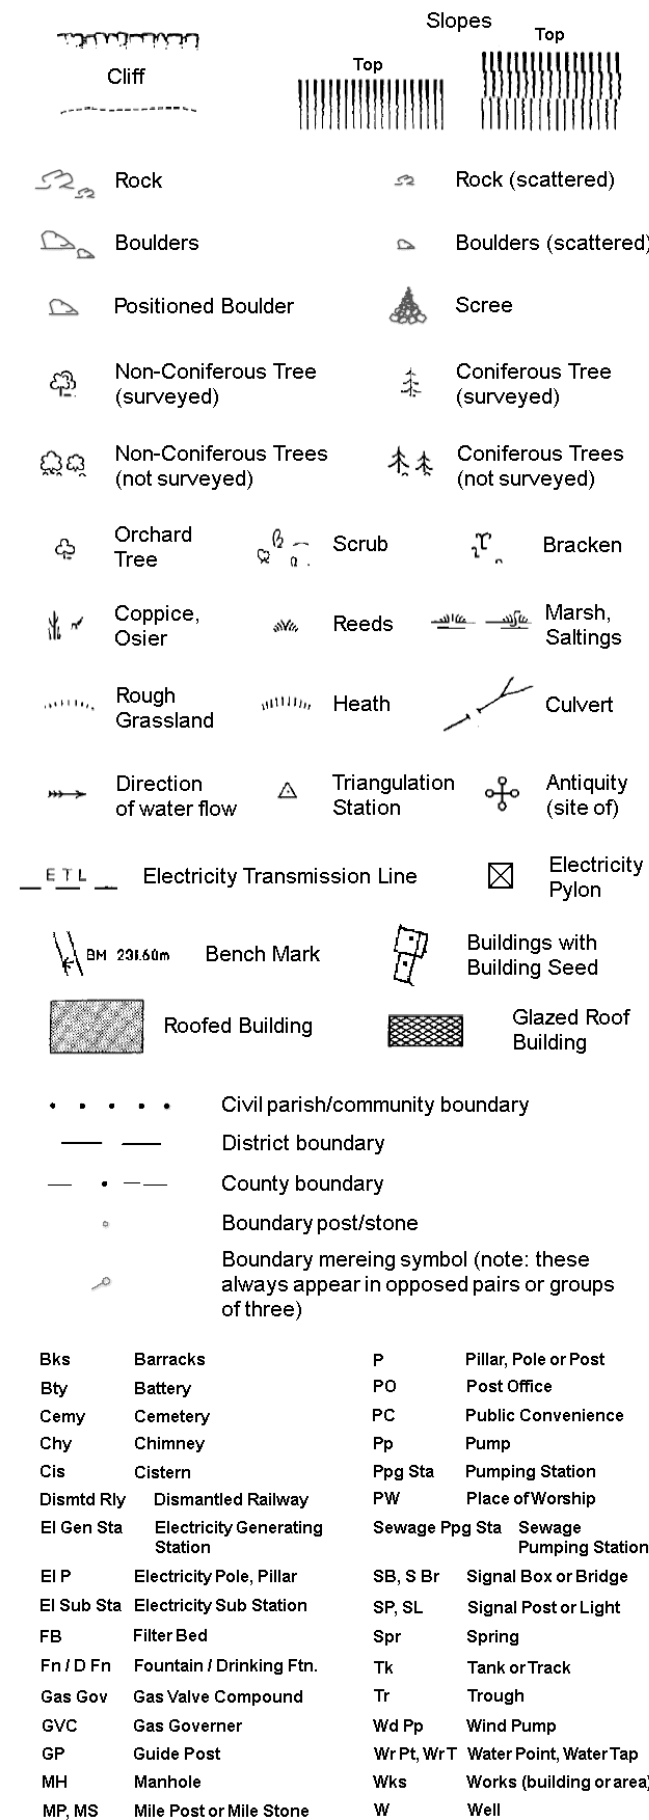 Slopes
Top
Top
Cliff
Rock
Rock (scattered)
Boulders
Boulders (scattered)
Positioned Boulder
Scree
Non-Coniferous Tree
(surveyed)
Coniferous Tree
(surveyed)
Non-Coniferous Trees
(not surveyed)
Coniferous Trees
(not surveyed)
Orchard
Tree
Scrub
Bracken
Coppice,
Osier
Reeds
Marsh,
Saltings
Rough
Grassland
Heath
Culvert
Direction
of water flow
Triangulation
Station
Antiquity
(site of)
E T L
Electricity Transmission Line
Electricity
Pylon
BM 231.60m
Bench Mark
Buildings with
Building Seed
Roofed Building
Glazed Roof
Building
Civil parish/community boundary
District boundary
County boundary
Boundary post/stone
Boundary mereing symbol (note: these
always appear in opposed pairs or groups
of three)
Bks Barracks P Pillar, Pole or Post
Bty Battery PO Post Office
Cemy Cemetery PC Public Convenience
Chy Chimney Pp Pump
Cis Cistern Ppg Sta Pumping Station
Dismtd Rly Dismantled Railway PW Place of Worship
El Gen Sta Electricity Generating
Station
Sewage Ppg Sta Sewage
Pumping Station
El P Electricity Pole, Pillar SB, S Br Signal Box or Bridge
El Sub Sta Electricity Sub Station SP, SL Signal Post or Light
FB Filter Bed Spr Spring
Fn / D Fn Fountain / Drinking Ftn. Tk Tank or Track
Gas Gov Gas Valve Compound Tr Trough
GVC Gas Governer Wd Pp Wind Pump
GP Guide Post Wr Pt, Wr T Water Point, Water Tap
MH Manhole Wks Works (building or area)
MP, MS Mile Post or Mile Stone W Well